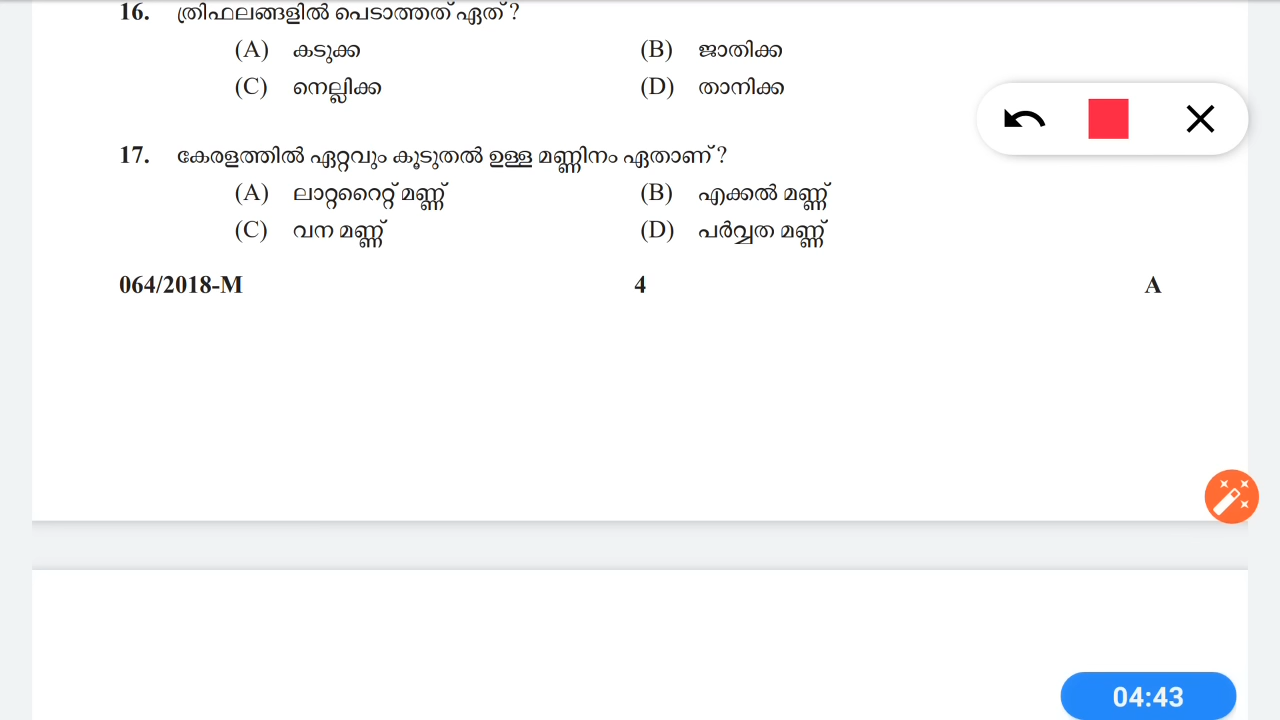 16. ത്രിഫലങ്ങളിൽ പെടാത്തത് ഏത് ?
(A) കടുക്ക (B) ജാതിക്ക
(C) നെല്ലിക്ക (D) താനിക്ക
17. കേരളത്തിൽ ഏറ്റവും കൂടുതൽ ഉള്ള മണ്ണിനം ഏതാണ് ?
(A) ലാറ്ററൈറ്റ് മണ്ണ് (B) എക്കൽ മണ്ണ്
(C) വന മണ്ണ് (D) പർവ്വത മണ്ണ്
064/2018-M 4 A
04:43